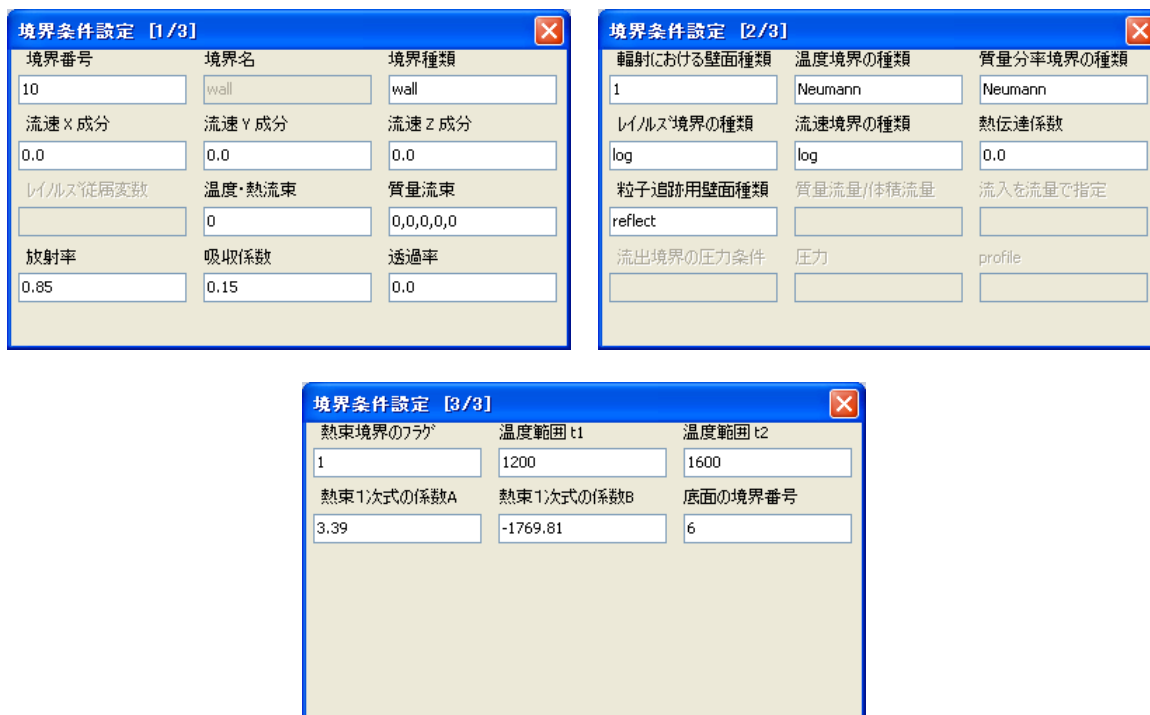 境界条件設定 [1/3]
境界番号 境界名 境界種類
10 wall wall
流速 X 成分 流速 Y 成分 流速 Z 成分
0.0 0.0 0.0
ﾚｲﾉﾙｽﾞ従属変数 温度・熱流束 質量流束
0 0,0,0,0,0
放射率 吸収係数 透過率
0.85 0.15 0.0
境界条件設定 [2/3]
輻射における壁面種類 温度境界の種類 質量分率境界の種類
1 Neumann Neumann
ﾚｲﾉﾙｽﾞ境界の種類 流速境界の種類 熱伝達係数
log log 0.0
粒子追跡用壁面種類 質量流量/体積流量 流入を流量で指定
reflect
流出境界の圧力条件 圧力 profile
境界条件設定 [3/3]
熱束境界のﾌﾗｸﾞ 温度範囲 t1 温度範囲 t2
1 1200 1600
熱束1次式の係数A 熱束1次式の係数B 底面の境界番号
3.39 -1769.81 6